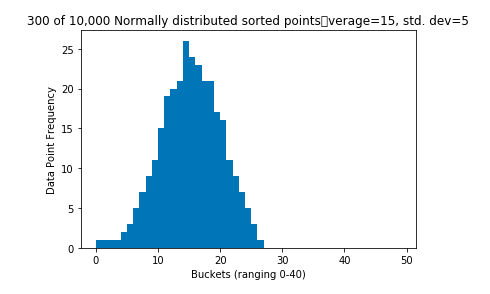 300 of 10,000 Normally distributed sorted points▯verage=15, std. dev=5
Data Point Frequency
25
20
15
10
5
0
0 10 20 30 40 50
Buckets (ranging 0-40)